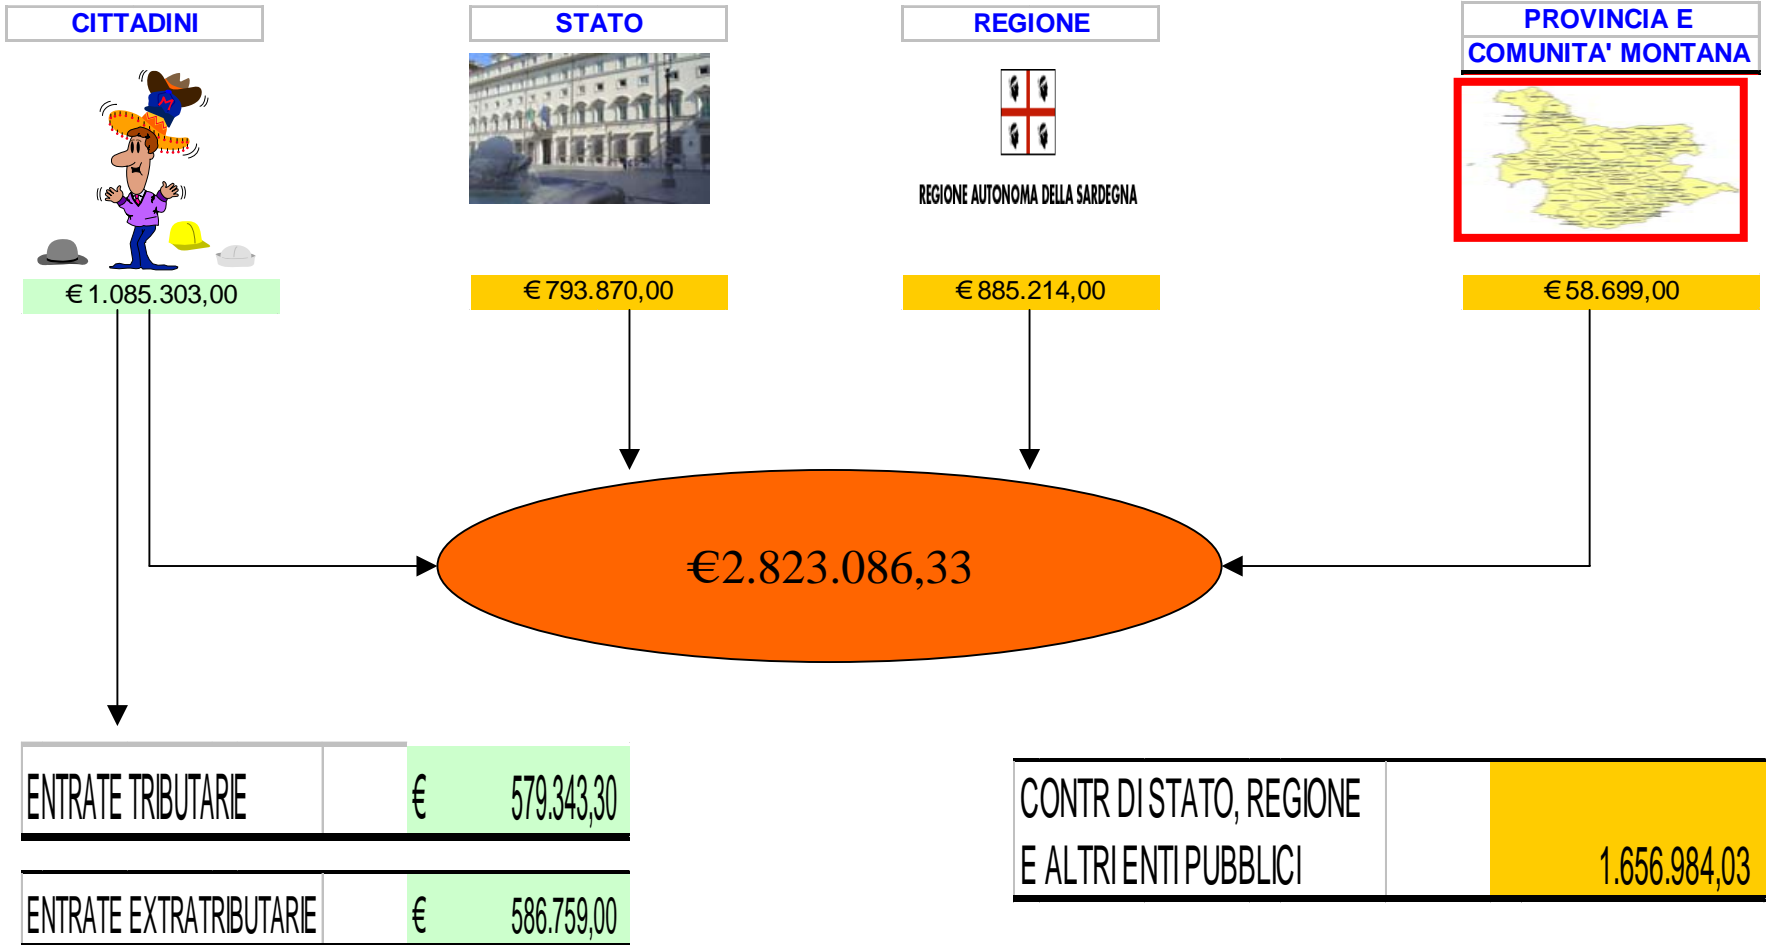 CITTADINI
STATO
REGIONE
PROVINCIA E
COMUNITA' MONTANA
M
REGIONE AUTONOMA DELLA SARDEGNA
€ 1.085.303,00
€ 793.870,00
€ 885.214,00
€ 58.699,00
€2.823.086,33
ENTRATE TRIBUTARIE € 579.343,30
ENTRATE EXTRATRIBUTARIE € 586.759,00
CONTR DI STATO, REGIONE
E ALTRI ENTI PUBBLICI 1.656.984,03